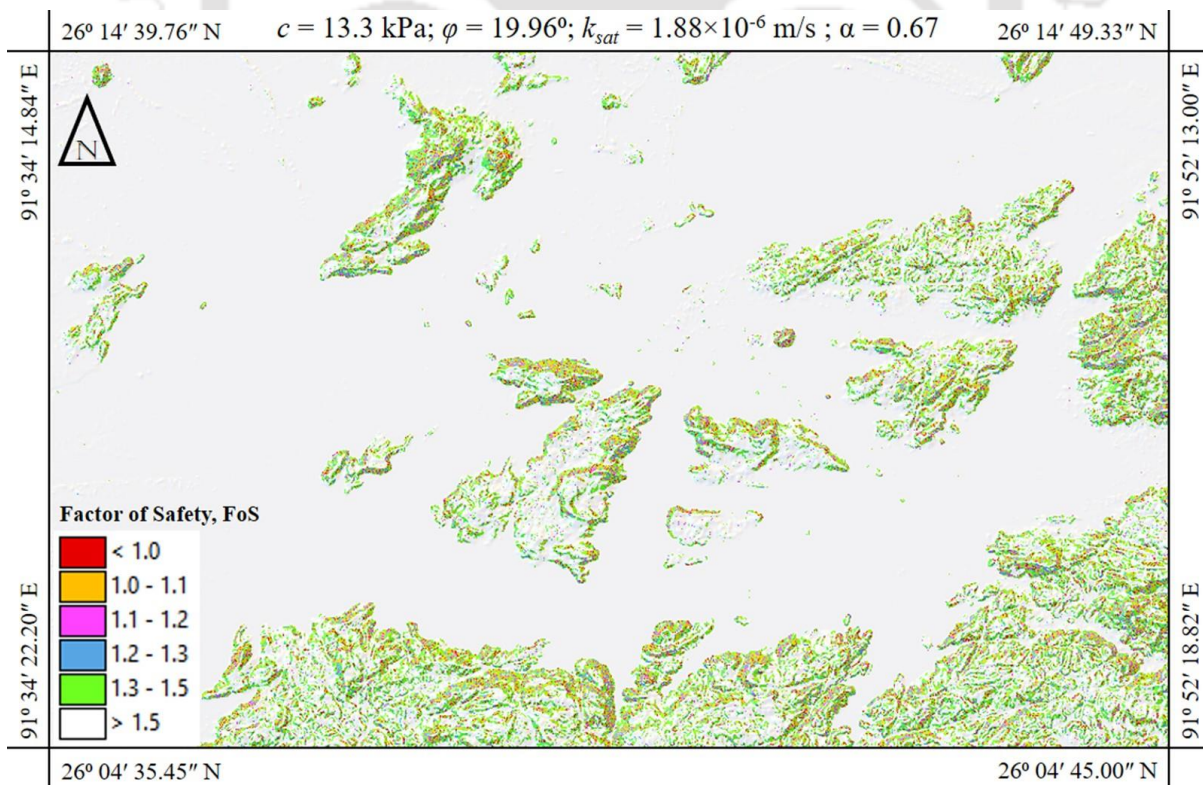 26º 14′ 39.76″ N
c = 13.3 kPa; φ = 19.96º; kₛₐₜ = 1.88×10⁻⁶ m/s ; α = 0.67
26º 14′ 49.33″ N
91º 34′ 14.84″ E
91º 52′ 13.00″ E
N
Factor of Safety, FoS
< 1.0
1.0 - 1.1
1.1 - 1.2
1.2 - 1.3
1.3 - 1.5
> 1.5
91º 34′ 22.20″ E
91º 52′ 18.82″ E
26º 04′ 35.45″ N
26º 04′ 45.00″ N